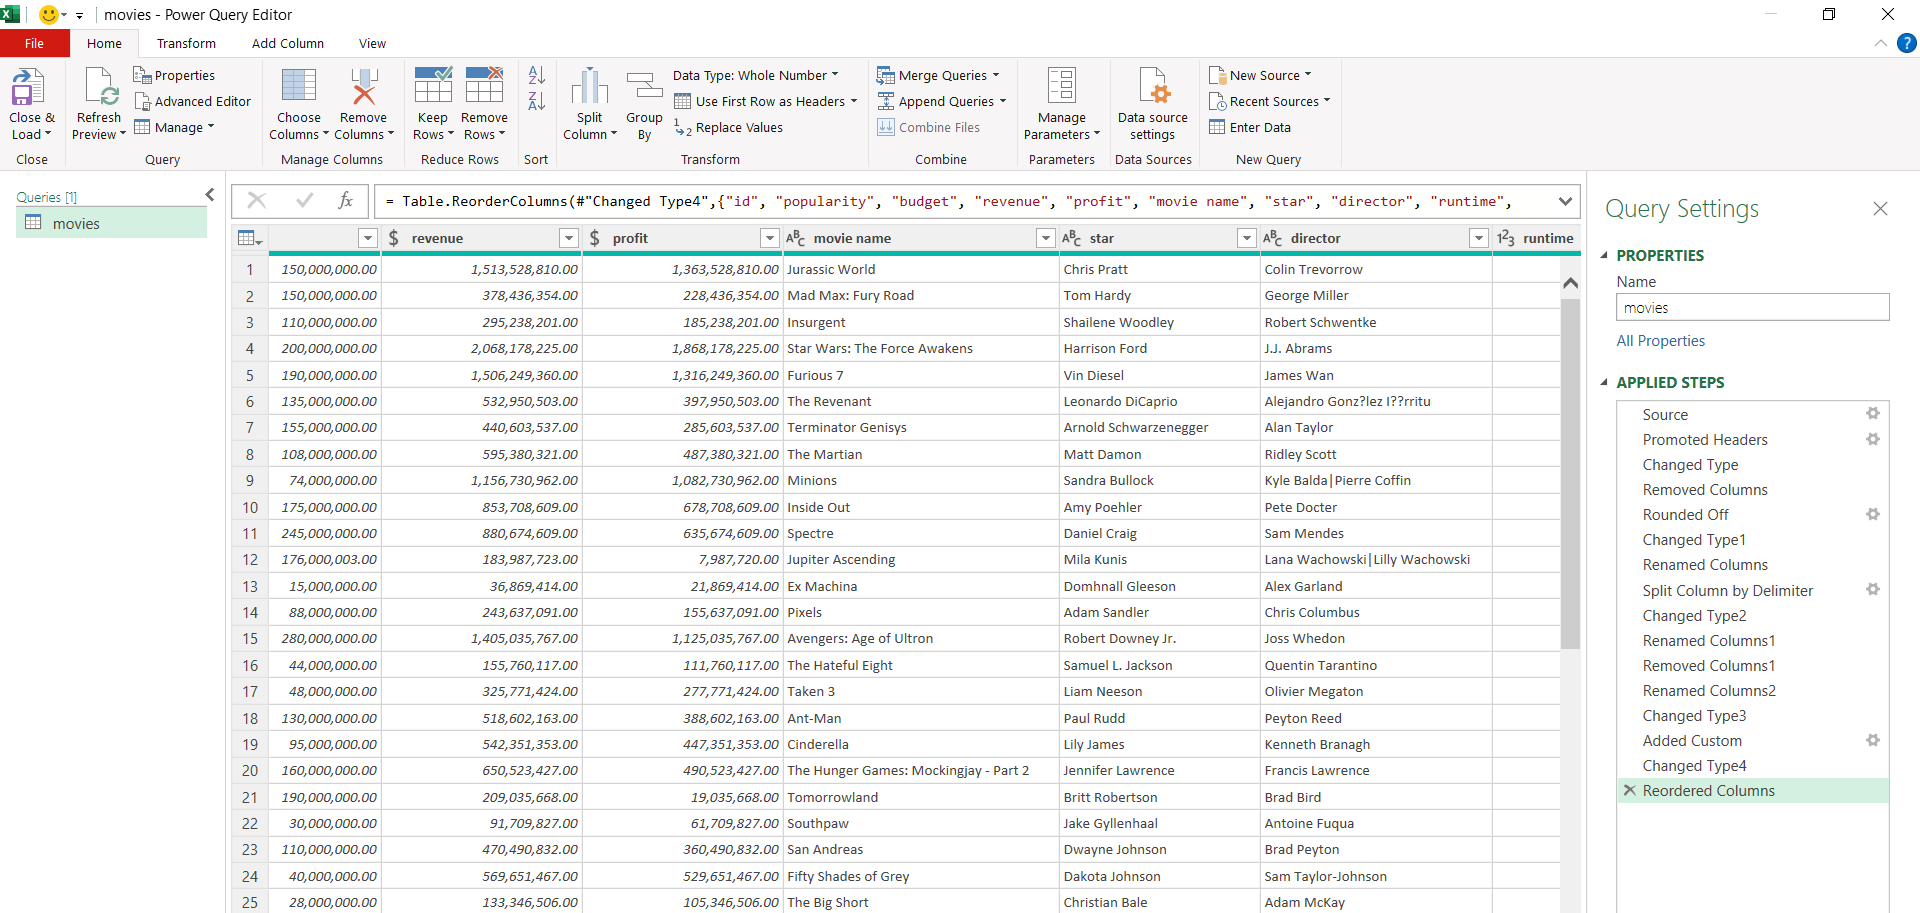 movies - Power Query Editor
File Home Transform Add Column View
Close & Load
Close
Refresh Preview
Properties
Advanced Editor
Manage
Query
Choose Columns
Remove Columns
Manage Columns
Keep Rows
Remove Rows
Reduce Rows
Sort
Split Column
Group By
Data Type: Whole Number
Use First Row as Headers
Replace Values
Transform
Merge Queries
Append Queries
Combine Files
Combine
Manage Parameters
Parameters
Data source settings
Data Sources
New Source
Recent Sources
Enter Data
New Query
Queries [1]
movies
fx
= Table.ReorderColumns(#"Changed Type4",{"id", "popularity", "budget", "revenue", "profit", "movie name", "star", "director", "runtime",
$ revenue $ profit ABC movie name ABC star ABC director 123 runtime
1 150,000,000.00 1,513,528,810.00 1,363,528,810.00 Jurassic World Chris Pratt Colin Trevorrow
2 150,000,000.00 378,436,354.00 228,436,354.00 Mad Max: Fury Road Tom Hardy George Miller
3 110,000,000.00 295,238,201.00 185,238,201.00 Insurgent Shailene Woodley Robert Schwentke
4 200,000,000.00 2,068,178,225.00 1,868,178,225.00 Star Wars: The Force Awakens Harrison Ford J.J. Abrams
5 190,000,000.00 1,506,249,360.00 1,316,249,360.00 Furious 7 Vin Diesel James Wan
6 135,000,000.00 532,950,503.00 397,950,503.00 The Revenant Leonardo DiCaprio Alejandro Gonz?lez I??rritu
7 155,000,000.00 440,603,537.00 285,603,537.00 Terminator Genisys Arnold Schwarzenegger Alan Taylor
8 108,000,000.00 595,380,321.00 487,380,321.00 The Martian Matt Damon Ridley Scott
9 74,000,000.00 1,156,730,962.00 1,082,730,962.00 Minions Sandra Bullock Kyle Balda|Pierre Coffin
10 175,000,000.00 853,708,609.00 678,708,609.00 Inside Out Amy Poehler Pete Docter
11 245,000,000.00 880,674,609.00 635,674,609.00 Spectre Daniel Craig Sam Mendes
12 176,000,003.00 183,987,723.00 7,987,720.00 Jupiter Ascending Mila Kunis Lana Wachowski|Lilly Wachowski
13 15,000,000.00 36,869,414.00 21,869,414.00 Ex Machina Domhnall Gleeson Alex Garland
14 88,000,000.00 243,637,091.00 155,637,091.00 Pixels Adam Sandler Chris Columbus
15 280,000,000.00 1,405,035,767.00 1,125,035,767.00 Avengers: Age of Ultron Robert Downey Jr. Joss Whedon
16 44,000,000.00 155,760,117.00 111,760,117.00 The Hateful Eight Samuel L. Jackson Quentin Tarantino
17 48,000,000.00 325,771,424.00 277,771,424.00 Taken 3 Liam Neeson Olivier Megaton
18 130,000,000.00 518,602,163.00 388,602,163.00 Ant-Man Paul Rudd Peyton Reed
19 95,000,000.00 542,351,353.00 447,351,353.00 Cinderella Lily James Kenneth Branagh
20 160,000,000.00 650,523,427.00 490,523,427.00 The Hunger Games: Mockingjay - Part 2 Jennifer Lawrence Francis Lawrence
21 190,000,000.00 209,035,668.00 19,035,668.00 Tomorrowland Britt Robertson Brad Bird
22 30,000,000.00 91,709,827.00 61,709,827.00 Southpaw Jake Gyllenhaal Antoine Fuqua
23 110,000,000.00 470,490,832.00 360,490,832.00 San Andreas Dwayne Johnson Brad Peyton
24 40,000,000.00 569,651,467.00 529,651,467.00 Fifty Shades of Grey Dakota Johnson Sam Taylor-Johnson
25 28,000,000.00 133,346,506.00 105,346,506.00 The Big Short Christian Bale Adam McKay
Query Settings
PROPERTIES
Name
movies
All Properties
APPLIED STEPS
Source
Promoted Headers
Changed Type
Removed Columns
Rounded Off
Changed Type1
Renamed Columns
Split Column by Delimiter
Changed Type2
Renamed Columns1
Removed Columns1
Renamed Columns2
Changed Type3
Added Custom
Changed Type4
Reordered Columns